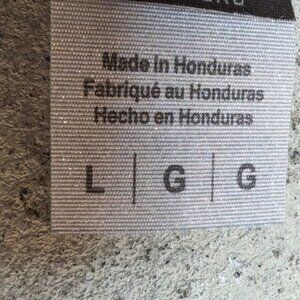 Made in Honduras
Fabriqué au Honduras
Hecho en Honduras
L | G | G